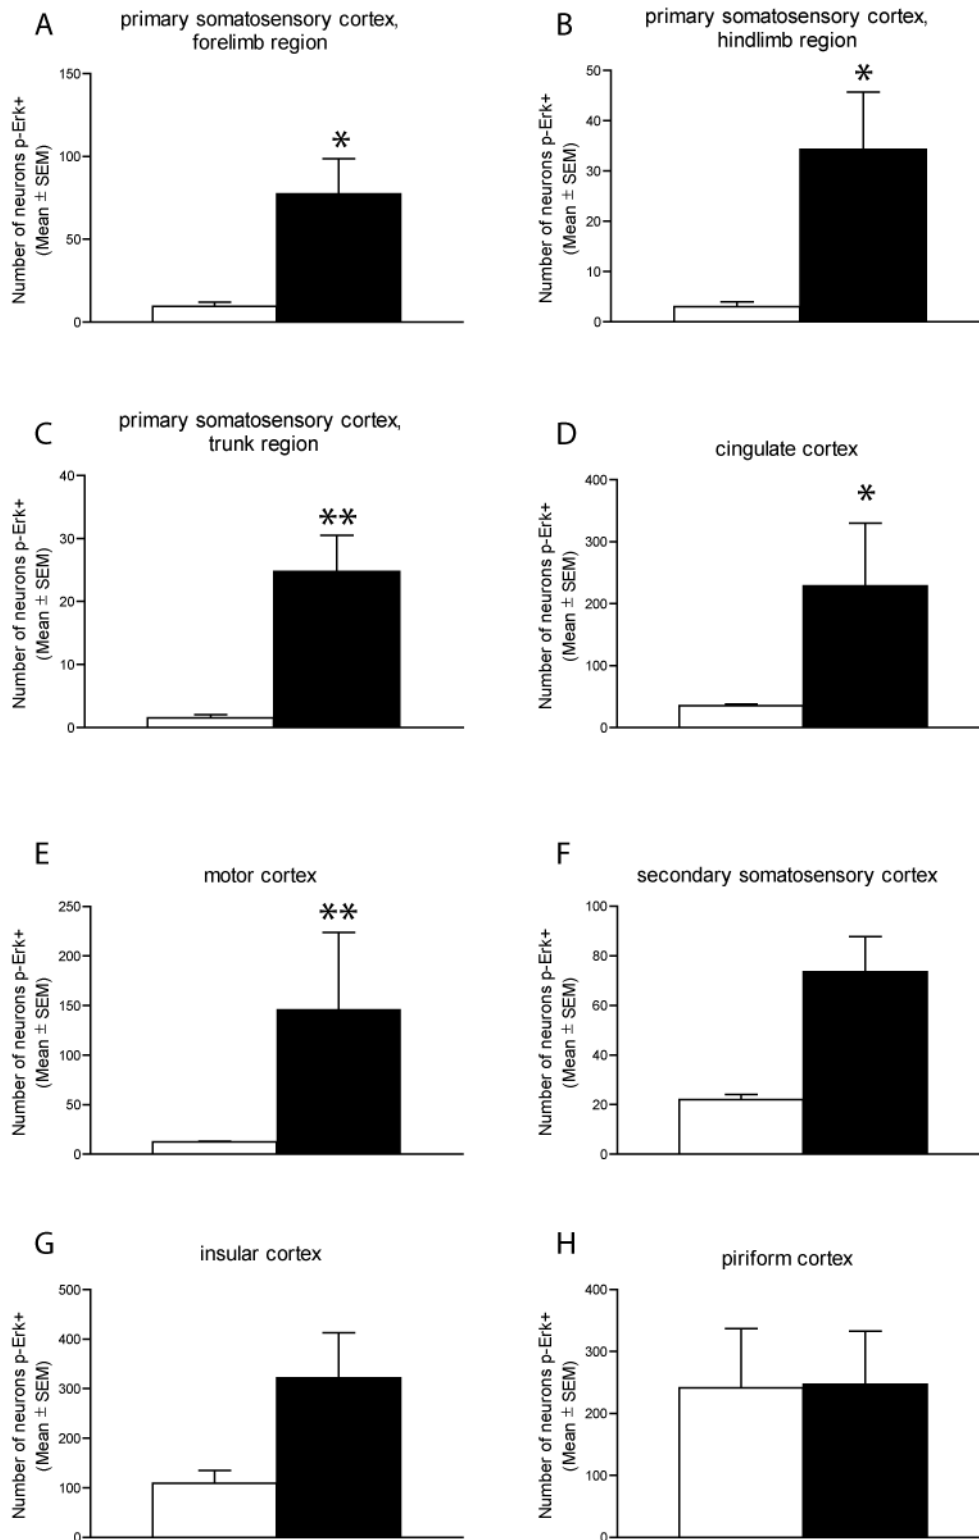 A
primary somatosensory cortex,
forelimb region
Number of neurons p-Erk+
(Mean ± SEM)
150
100
50
0
*
B
primary somatosensory cortex,
hindlimb region
Number of neurons p-Erk+
(Mean ± SEM)
50
40
30
20
10
0
*
C
primary somatosensory cortex,
trunk region
Number of neurons p-Erk+
(Mean ± SEM)
40
30
20
10
0
**
D
cingulate cortex
Number of neurons p-Erk+
(Mean ± SEM)
400
300
200
100
0
*
E
motor cortex
Number of neurons p-Erk+
(Mean ± SEM)
250
200
150
100
50
0
**
F
secondary somatosensory cortex
Number of neurons p-Erk+
(Mean ± SEM)
100
80
60
40
20
0
G
insular cortex
Number of neurons p-Erk+
(Mean ± SEM)
500
400
300
200
100
0
H
piriform cortex
Number of neurons p-Erk+
(Mean ± SEM)
400
300
200
100
0